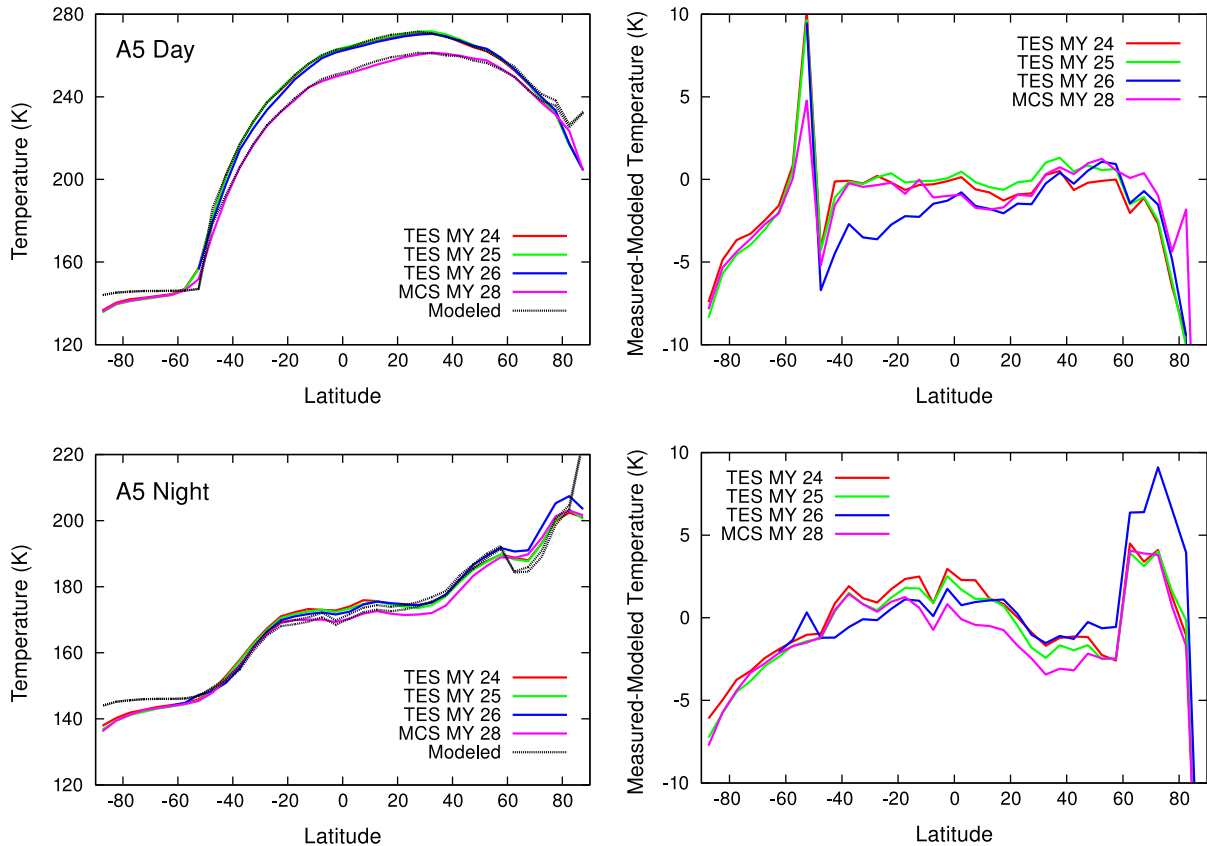 A5 Day
Temperature (K)
280
240
200
160
120
TES MY 24
TES MY 25
TES MY 26
MCS MY 28
Modeled
-80 -60 -40 -20 0 20 40 60 80
Latitude
Measured-Modeled Temperature (K)
10
5
0
-5
-10
TES MY 24
TES MY 25
TES MY 26
MCS MY 28
-80 -60 -40 -20 0 20 40 60 80
Latitude
A5 Night
Temperature (K)
220
200
180
160
140
120
TES MY 24
TES MY 25
TES MY 26
MCS MY 28
Modeled
-80 -60 -40 -20 0 20 40 60 80
Latitude
Measured-Modeled Temperature (K)
10
5
0
-5
-10
TES MY 24
TES MY 25
TES MY 26
MCS MY 28
-80 -60 -40 -20 0 20 40 60 80
Latitude